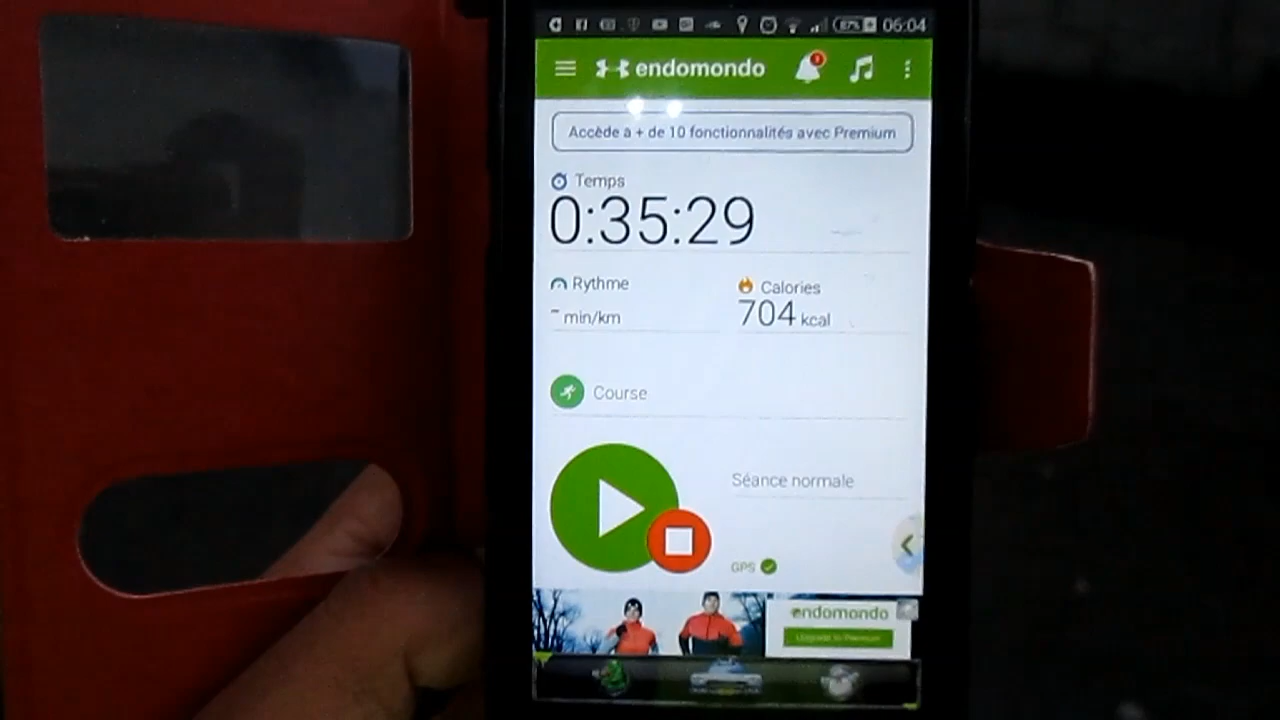 87% 06:04
endomondo
Accède à + de 10 fonctionnalités avec Premium
Temps
0:35:29
Rythme
Calories
- min/km
704 kcal
Course
Séance normale
GPS
endomondo
Upgrade to Premium